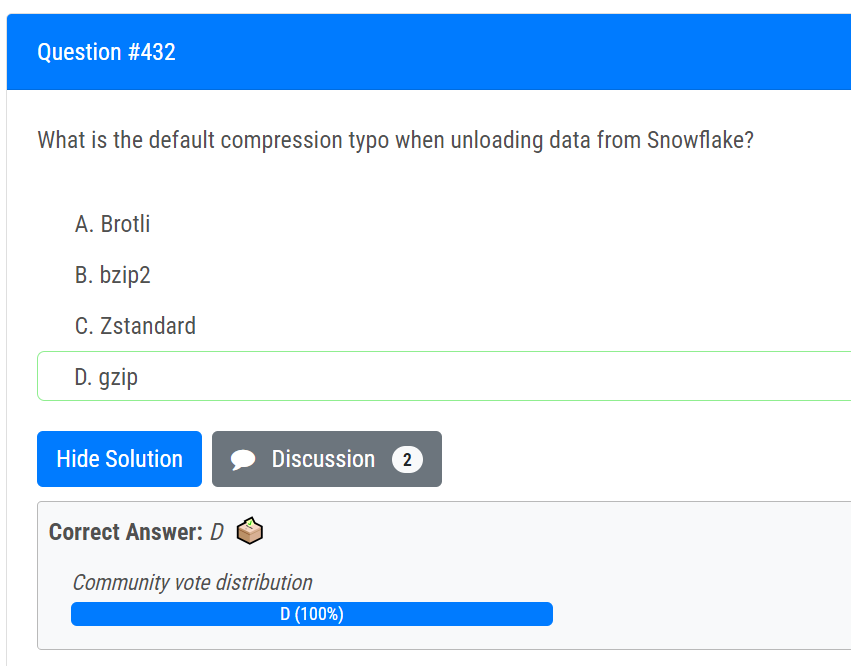 Question #432
What is the default compression typo when unloading data from Snowflake?
A. Brotli
B. bzip2
C. Zstandard
D. gzip
Hide Solution
Discussion 2
Correct Answer: D
Community vote distribution
D (100%)